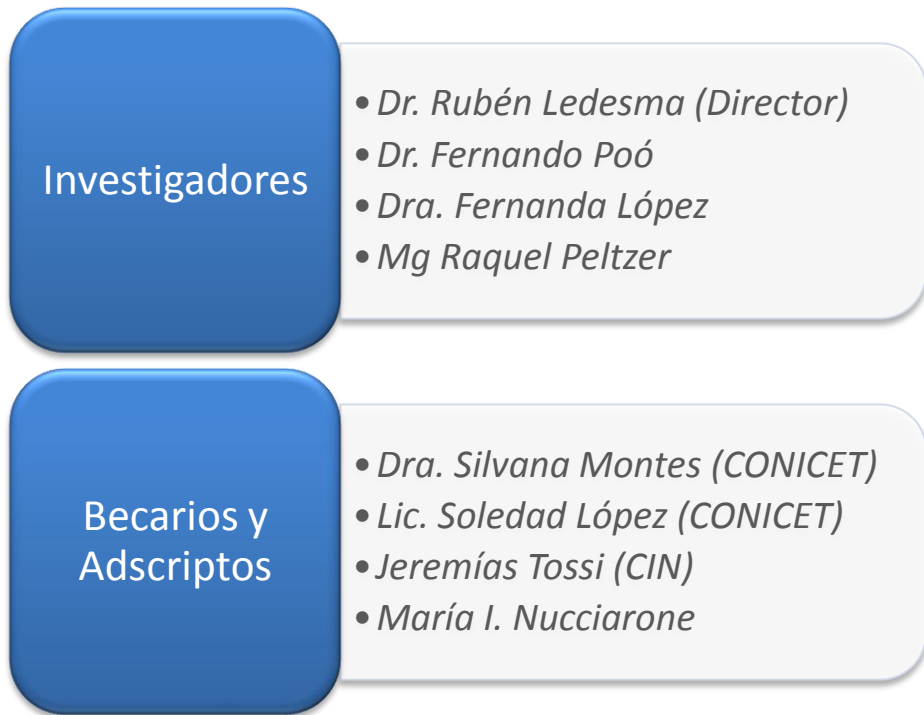 Investigadores
• Dr. Rubén Ledesma (Director)
• Dr. Fernando Poó
• Dra. Fernanda López
• Mg Raquel Peltzer
Becarios y
Adscriptos
• Dra. Silvana Montes (CONICET)
• Lic. Soledad López (CONICET)
• Jeremías Tossi (CIN)
• María I. Nucciarone